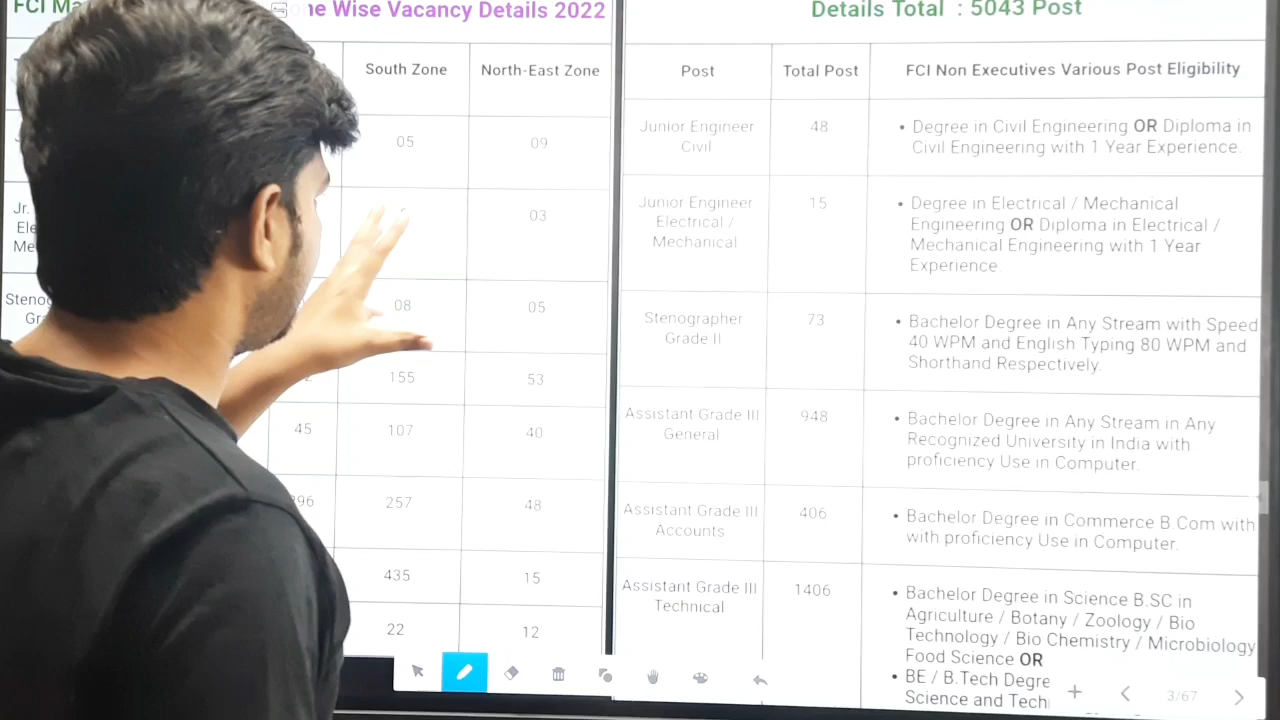 FCI Ma
ne Wise Vacancy Details 2022
South Zone
North-East Zone
05
09
Jr.
Ele
Me
03
Steno
Gra
08
05
155
53
45
107
40
396
257
48
435
15
22
12
Details Total : 5043 Post
Post
Total Post
FCI Non Executives Various Post Eligibility
Junior Engineer
Civil
48
• Degree in Civil Engineering OR Diploma in
Civil Engineering with 1 Year Experience.
Junior Engineer
Electrical /
Mechanical
15
• Degree in Electrical / Mechanical
Engineering OR Diploma in Electrical /
Mechanical Engineering with 1 Year
Experience.
Stenographer
Grade II
73
• Bachelor Degree in Any Stream with Speed
40 WPM and English Typing 80 WPM and
Shorthand Respectively.
Assistant Grade III
General
948
• Bachelor Degree in Any Stream in Any
Recognized University in India with
proficiency Use in Computer.
Assistant Grade III
Accounts
406
• Bachelor Degree in Commerce B.Com with
with proficiency Use in Computer.
Assistant Grade III
Technical
1406
• Bachelor Degree in Science B.SC in
Agriculture / Botany / Zoology / Bio
Technology / Bio Chemistry / Microbiology
Food Science OR
• BE / B.Tech Degre
Science and Tech
3/67